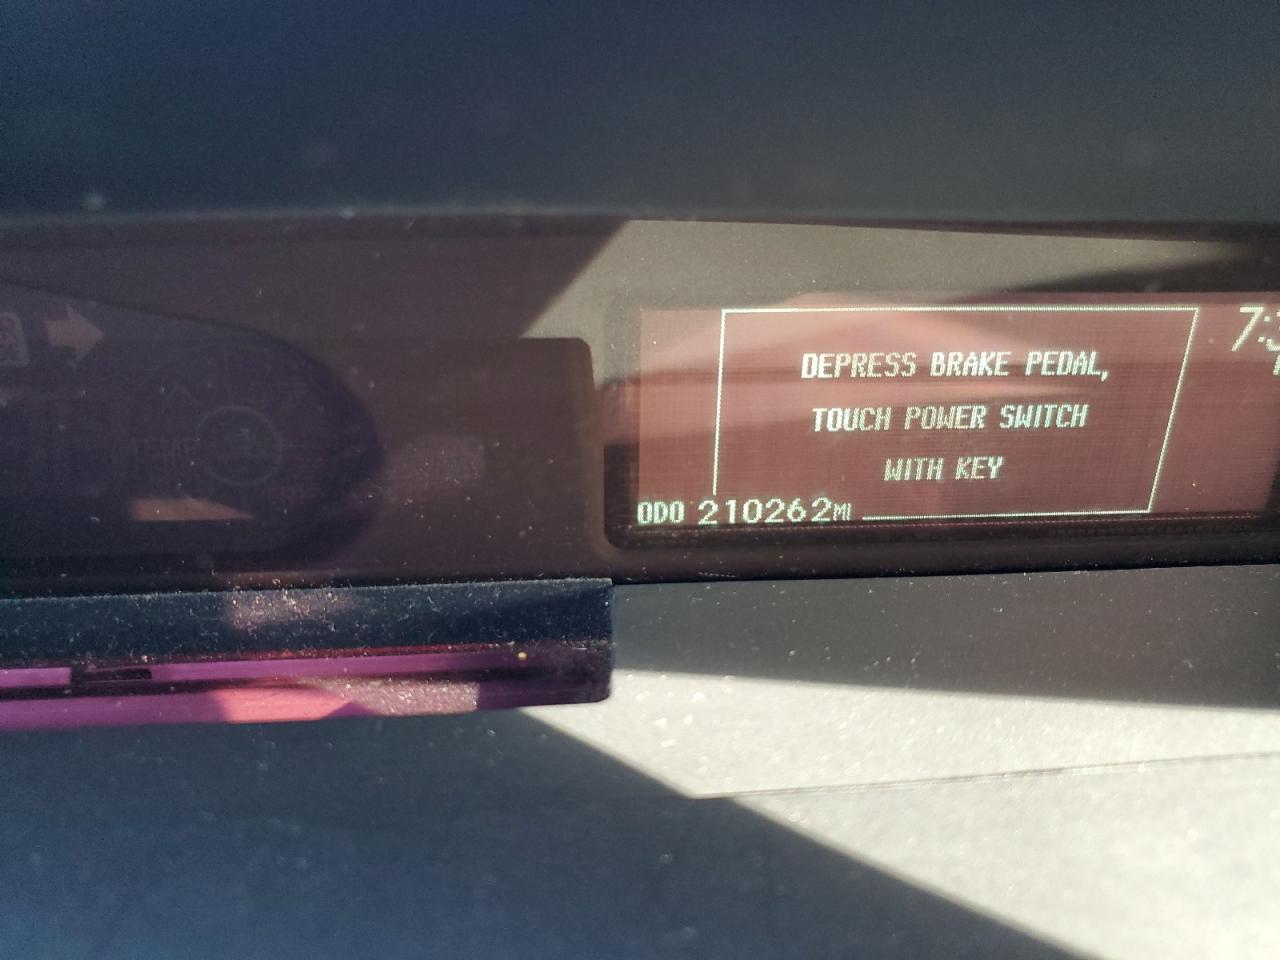 DEPRESS BRAKE PEDAL,
TOUCH POWER SWITCH
WITH KEY
ODO 210262MI